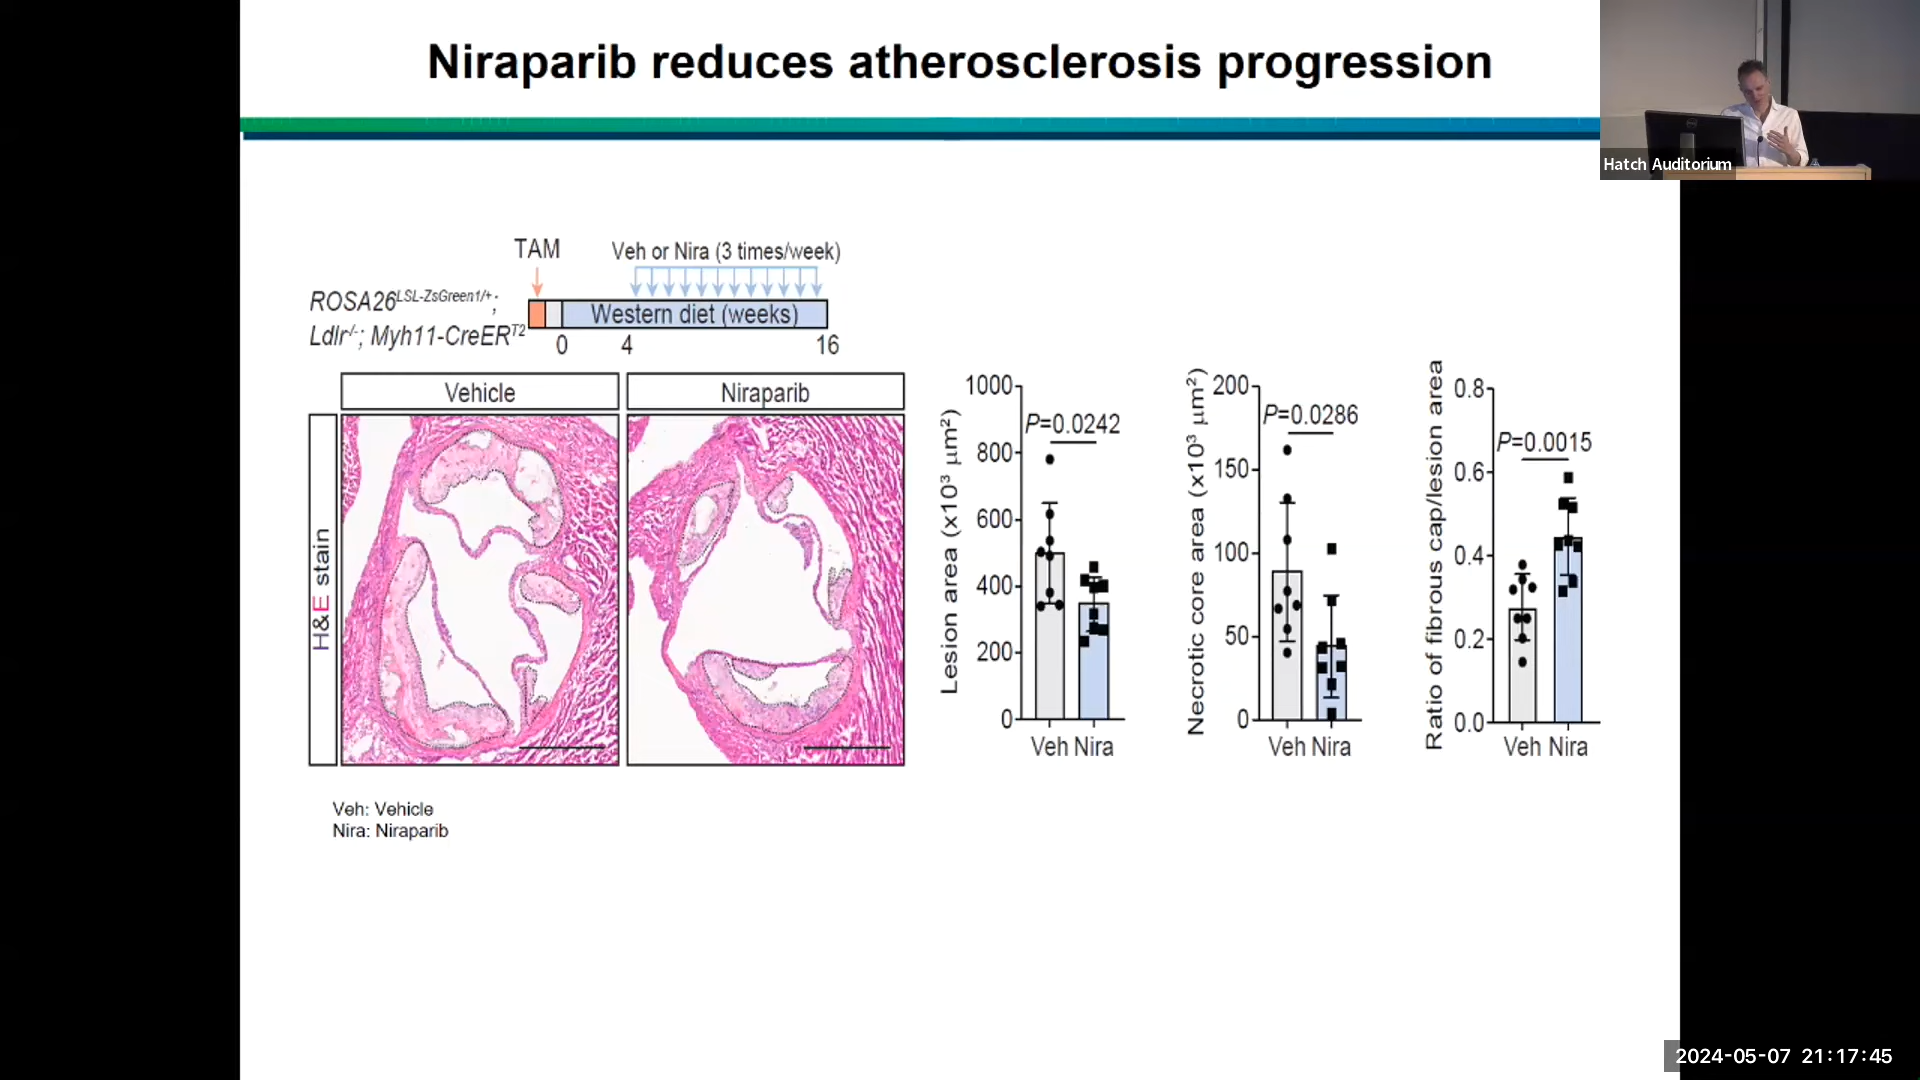 Niraparib reduces atherosclerosis progression
Hatch Auditorium
TAM
Veh or Nira (3 times/week)
ROSA26LSL-ZsGreen1/+;
Ldlr-/-; Myh11-CreERT2
Western diet (weeks)
0 4 16
Vehicle
Niraparib
H&E stain
Lesion area (x10³ μm²)
1000
800
600
400
200
0
P=0.0242
Veh Nira
Necrotic core area (x10³ μm²)
200
150
100
50
0
P=0.0286
Veh Nira
Ratio of fibrous cap/lesion area
0.8
0.6
0.4
0.2
0.0
P=0.0015
Veh Nira
Veh: Vehicle
Nira: Niraparib
2024-05-07 21:17:45